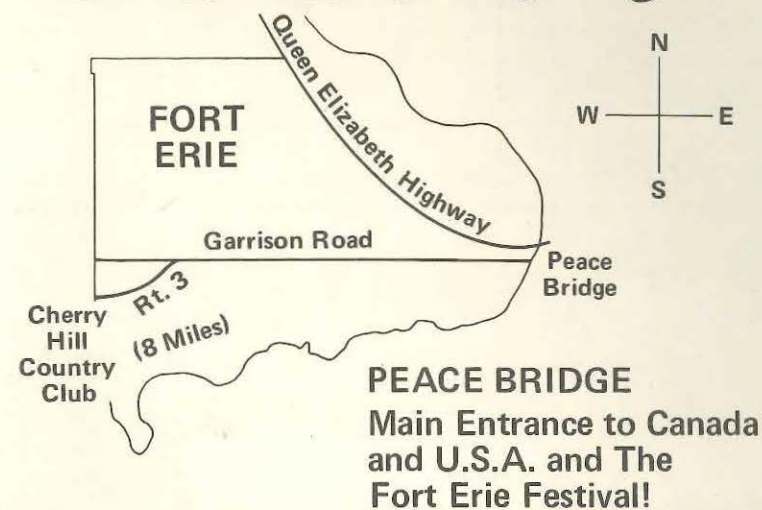 Queen Elizabeth Highway
N
W
E
S
FORT
ERIE
Garrison Road
Peace
Bridge
Rt. 3
(8 Miles)
Cherry
Hill
Country
Club
PEACE BRIDGE
Main Entrance to Canada
and U.S.A. and The
Fort Erie Festival!